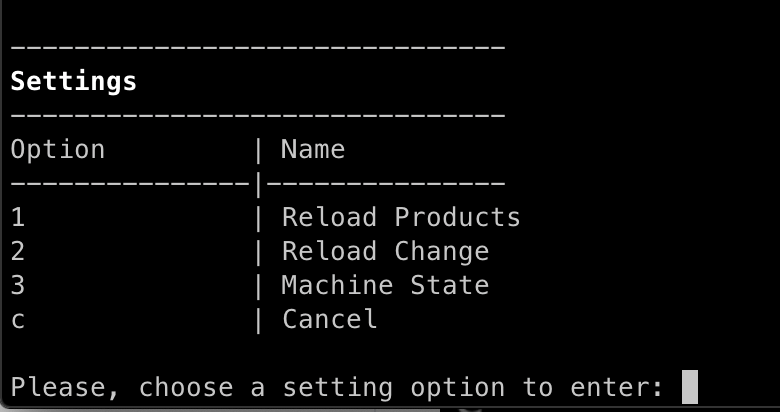 -------------------------------
Settings
-------------------------------
Option         | Name
---------------|---------------
1              | Reload Products
2              | Reload Change
3              | Machine State
c              | Cancel
Please, choose a setting option to enter: